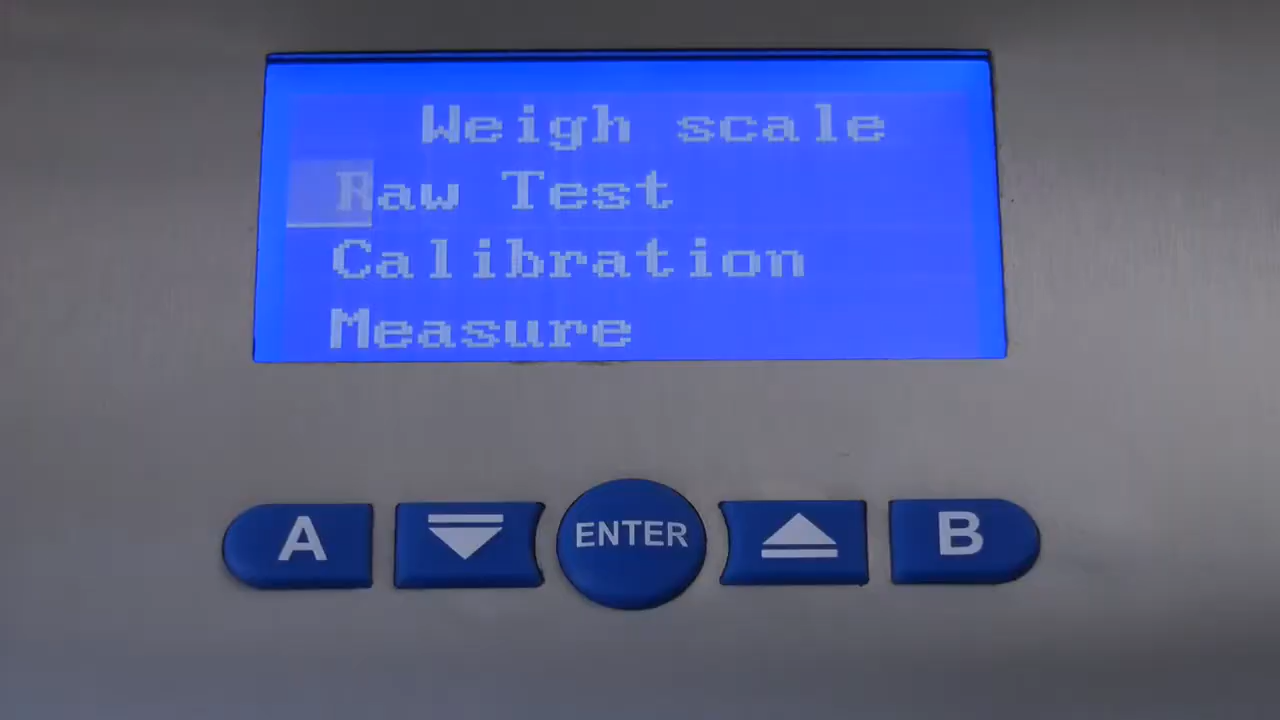 Weigh scale
Raw Test
Calibration
Measure
A ENTER B